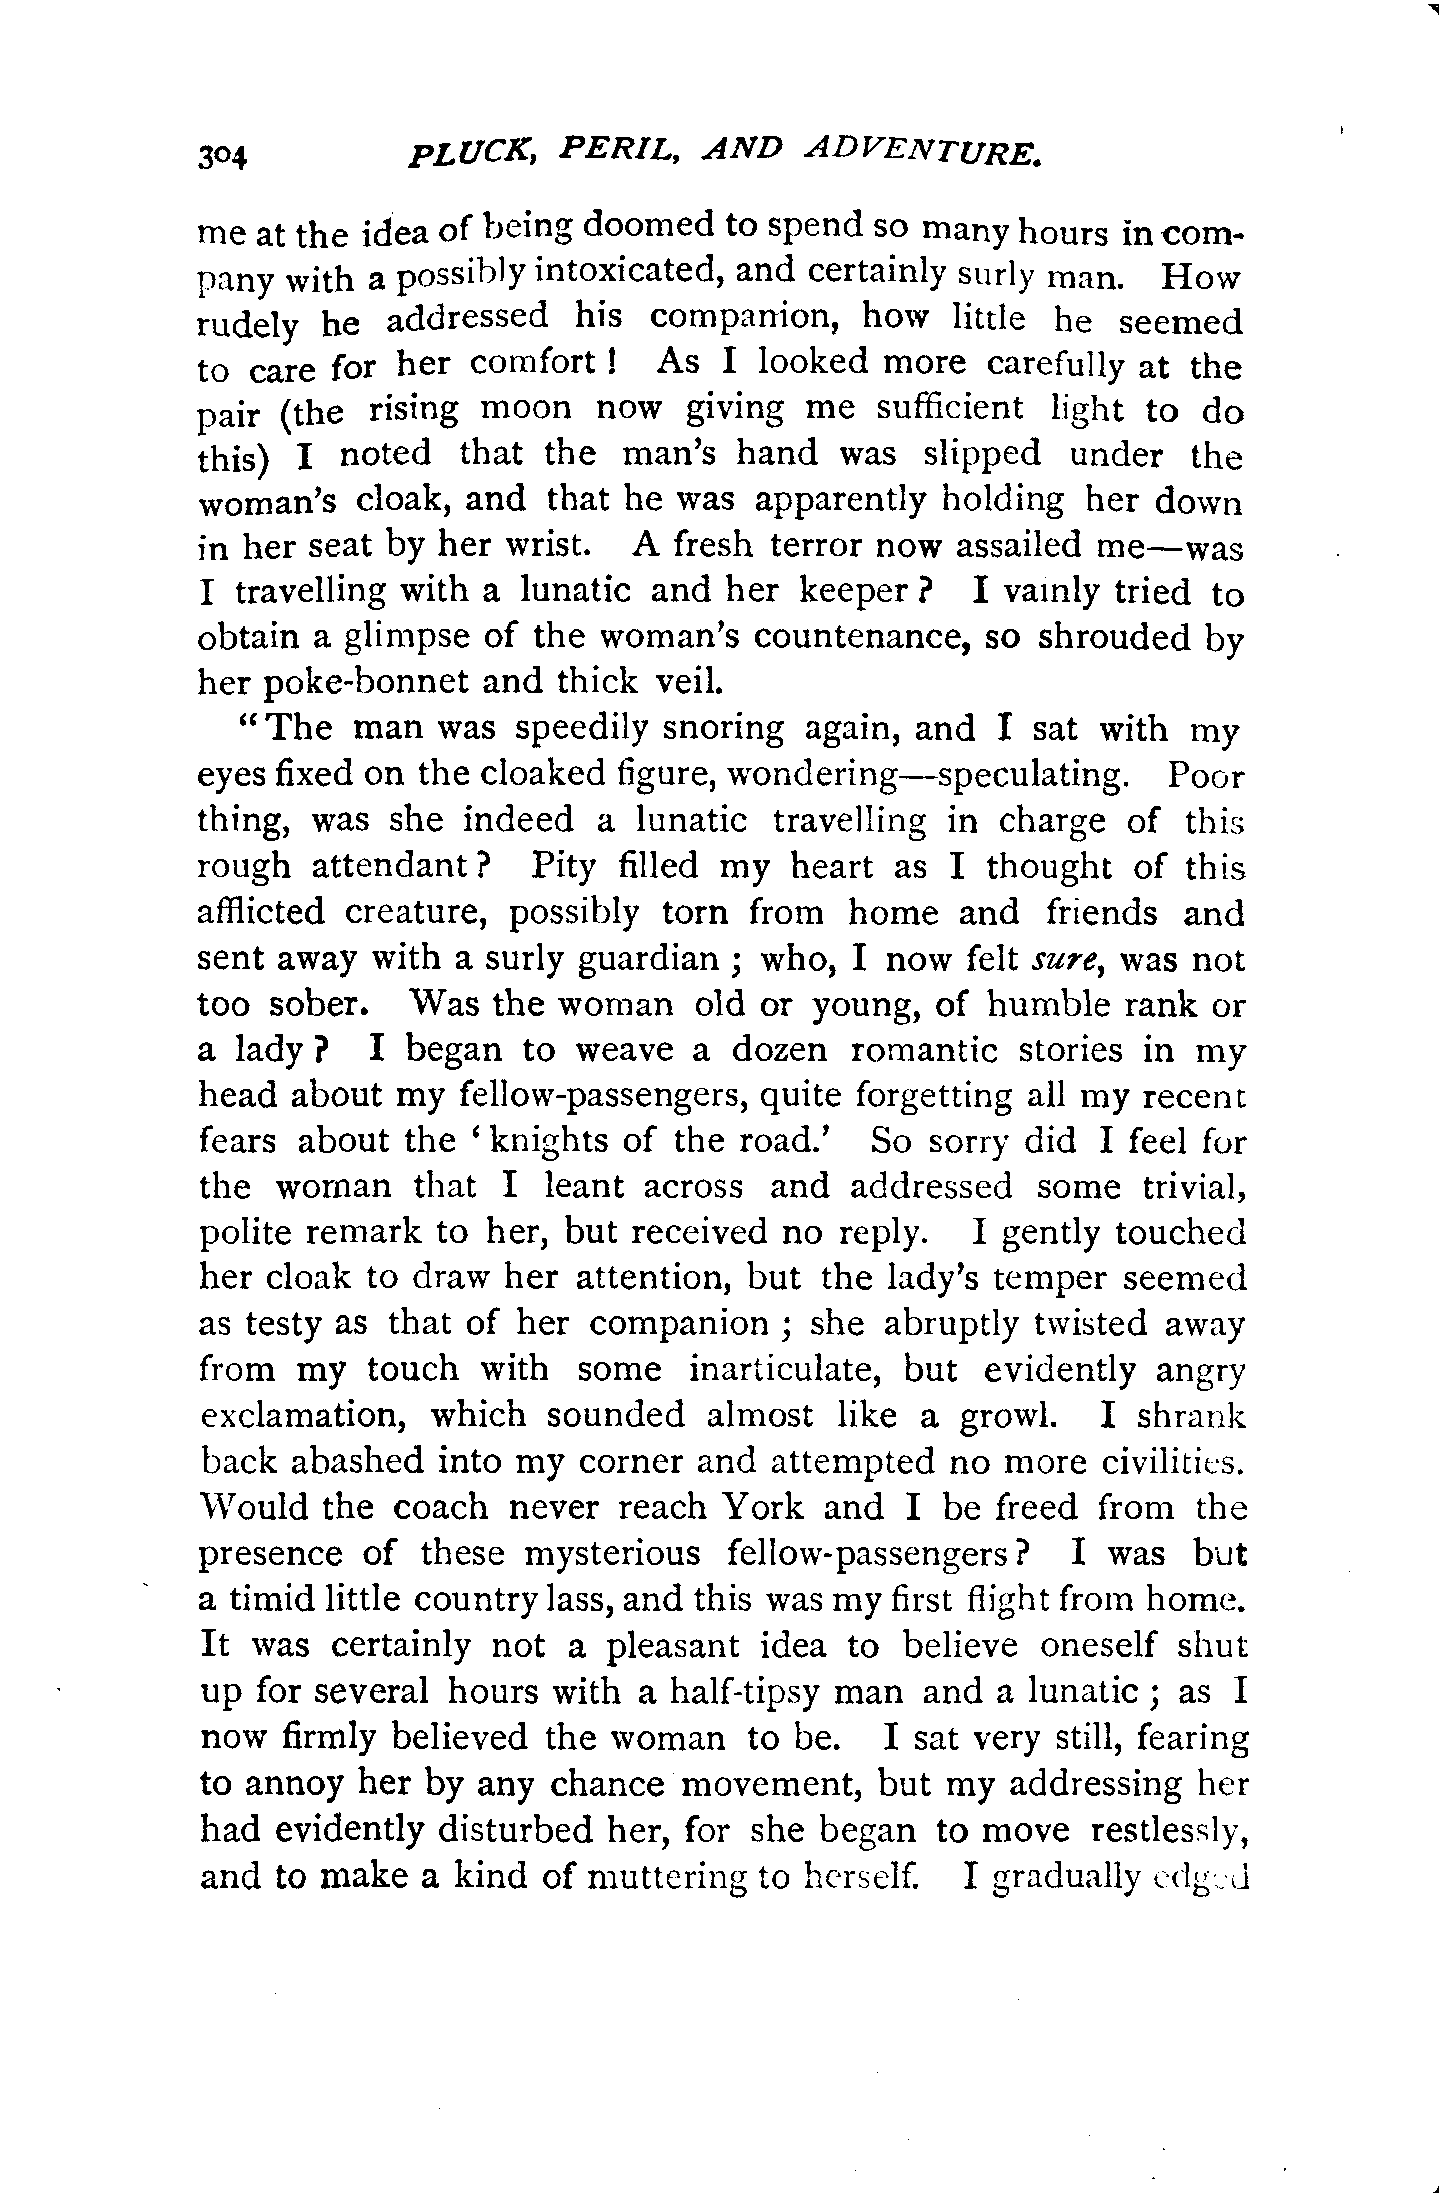 304 PLUCK, PERIL, AND ADVENTURE.
me at the idea of being doomed to spend so many hours in com-
pany with a possibly intoxicated, and certainly surly man. How
rudely he addressed his companion, how little he seemed
to care for her comfort! As I looked more carefully at the
pair (the rising moon now giving me sufficient light to do
this) I noted that the man's hand was slipped under the
woman's cloak, and that he was apparently holding her down
in her seat by her wrist. A fresh terror now assailed me—was
I travelling with a lunatic and her keeper? I vainly tried to
obtain a glimpse of the woman's countenance, so shrouded by
her poke-bonnet and thick veil.
"The man was speedily snoring again, and I sat with my
eyes fixed on the cloaked figure, wondering—speculating. Poor
thing, was she indeed a lunatic travelling in charge of this
rough attendant? Pity filled my heart as I thought of this
afflicted creature, possibly torn from home and friends and
sent away with a surly guardian; who, I now felt sure, was not
too sober. Was the woman old or young, of humble rank or
a lady? I began to weave a dozen romantic stories in my
head about my fellow-passengers, quite forgetting all my recent
fears about the 'knights of the road.' So sorry did I feel for
the woman that I leant across and addressed some trivial,
polite remark to her, but received no reply. I gently touched
her cloak to draw her attention, but the lady's temper seemed
as testy as that of her companion; she abruptly twisted away
from my touch with some inarticulate, but evidently angry
exclamation, which sounded almost like a growl. I shrank
back abashed into my corner and attempted no more civilities.
Would the coach never reach York and I be freed from the
presence of these mysterious fellow-passengers? I was but
a timid little country lass, and this was my first flight from home.
It was certainly not a pleasant idea to believe oneself shut
up for several hours with a half-tipsy man and a lunatic; as I
now firmly believed the woman to be. I sat very still, fearing
to annoy her by any chance movement, but my addressing her
had evidently disturbed her, for she began to move restlessly,
and to make a kind of muttering to herself. I gradually edged